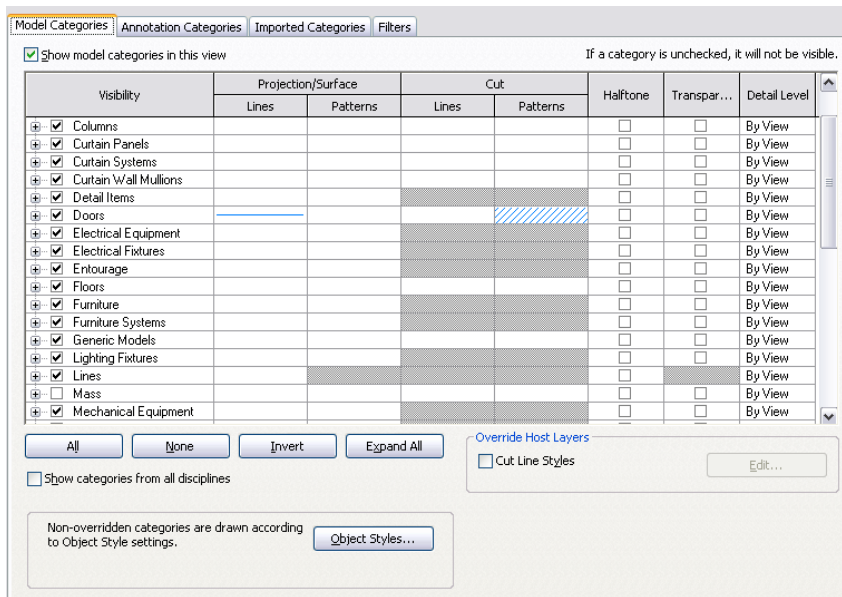 Model Categories Annotation Categories Imported Categories Filters
Show model categories in this view If a category is unchecked, it will not be visible.
Visibility Projection/Surface Cut Halftone Transpar... Detail Level
Lines Patterns Lines Patterns
Columns By View
Curtain Panels By View
Curtain Systems By View
Curtain Wall Mullions By View
Detail Items By View
Doors By View
Electrical Equipment By View
Electrical Fixtures By View
Entourage By View
Floors By View
Furniture By View
Furniture Systems By View
Generic Models By View
Lighting Fixtures By View
Lines By View
Mass By View
Mechanical Equipment By View
All None Invert Expand All
Override Host Layers
Cut Line Styles Edit...
Show categories from all disciplines
Non-overridden categories are drawn according
to Object Style settings.
Object Styles...